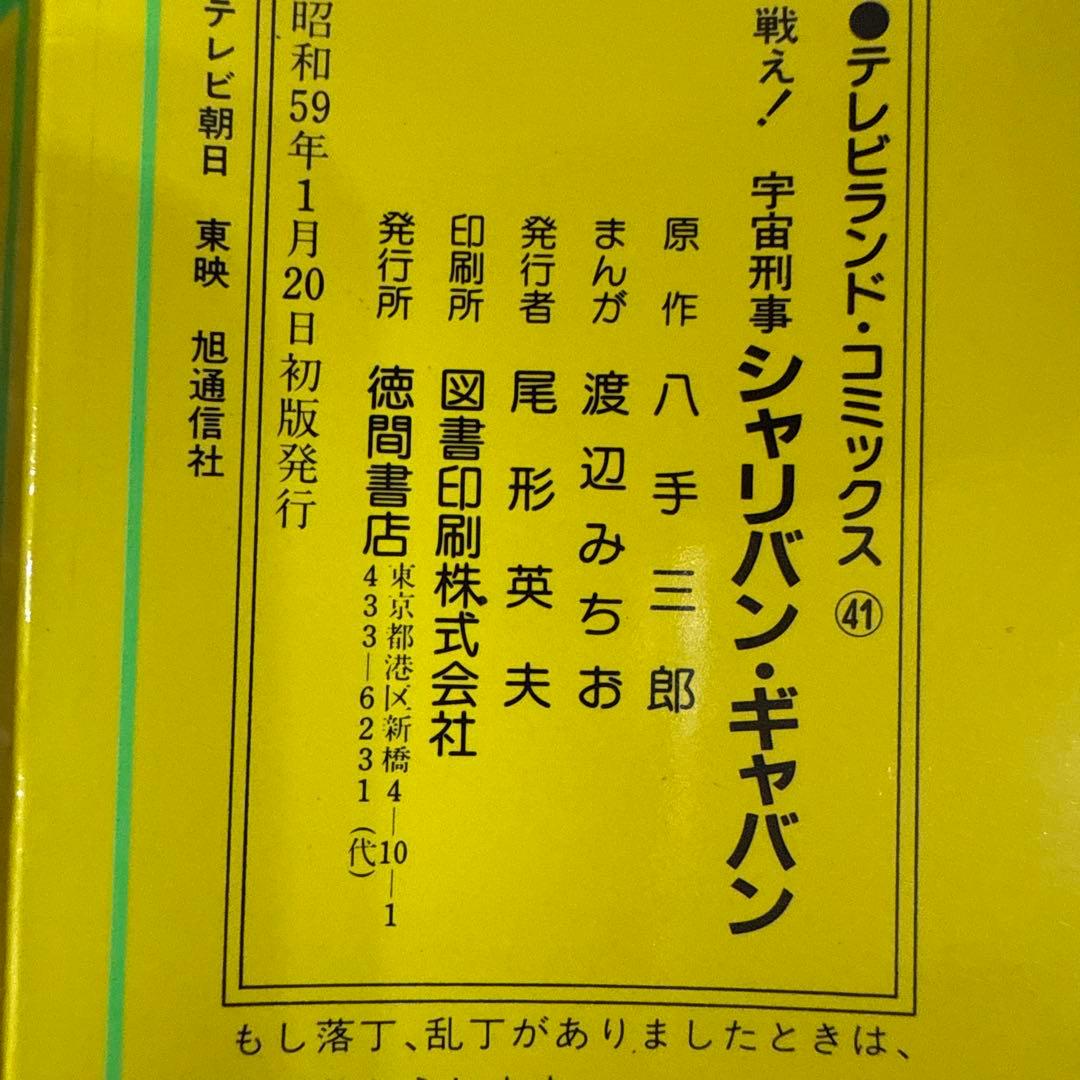 ●テレビランド・コミックス㊶
戦え! 宇宙刑事シャリバン・ギャバン
原作 八手三郎
まんが 渡辺みちお
発行者 尾形英夫
印刷所 図書印刷株式会社
発行所 徳間書店
東京都港区新橋4―10―1
433―6231(代)
昭和59年1月20日初版発行
テレビ朝日 東映 旭通信社
もし落丁、乱丁がありましたときは、